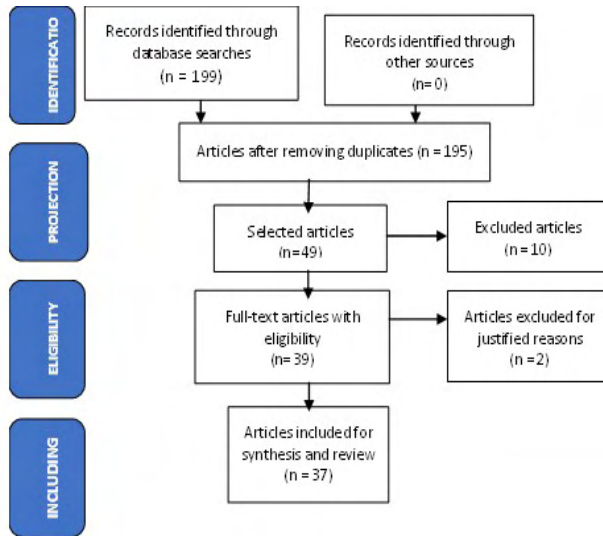 IDENTIFICATIO
Records identified through
database searches
(n = 199)
Records identified through
other sources
(n= 0)
Articles after removing duplicates (n = 195)
PROJECTION
Selected articles
(n=49)
Excluded articles
(n = 10)
ELIGIBILITY
Full-text articles with
eligibility
(n= 39)
Articles excluded for
justified reasons
(n =2)
INCLUDING
Articles included for
synthesis and review
(n = 37)